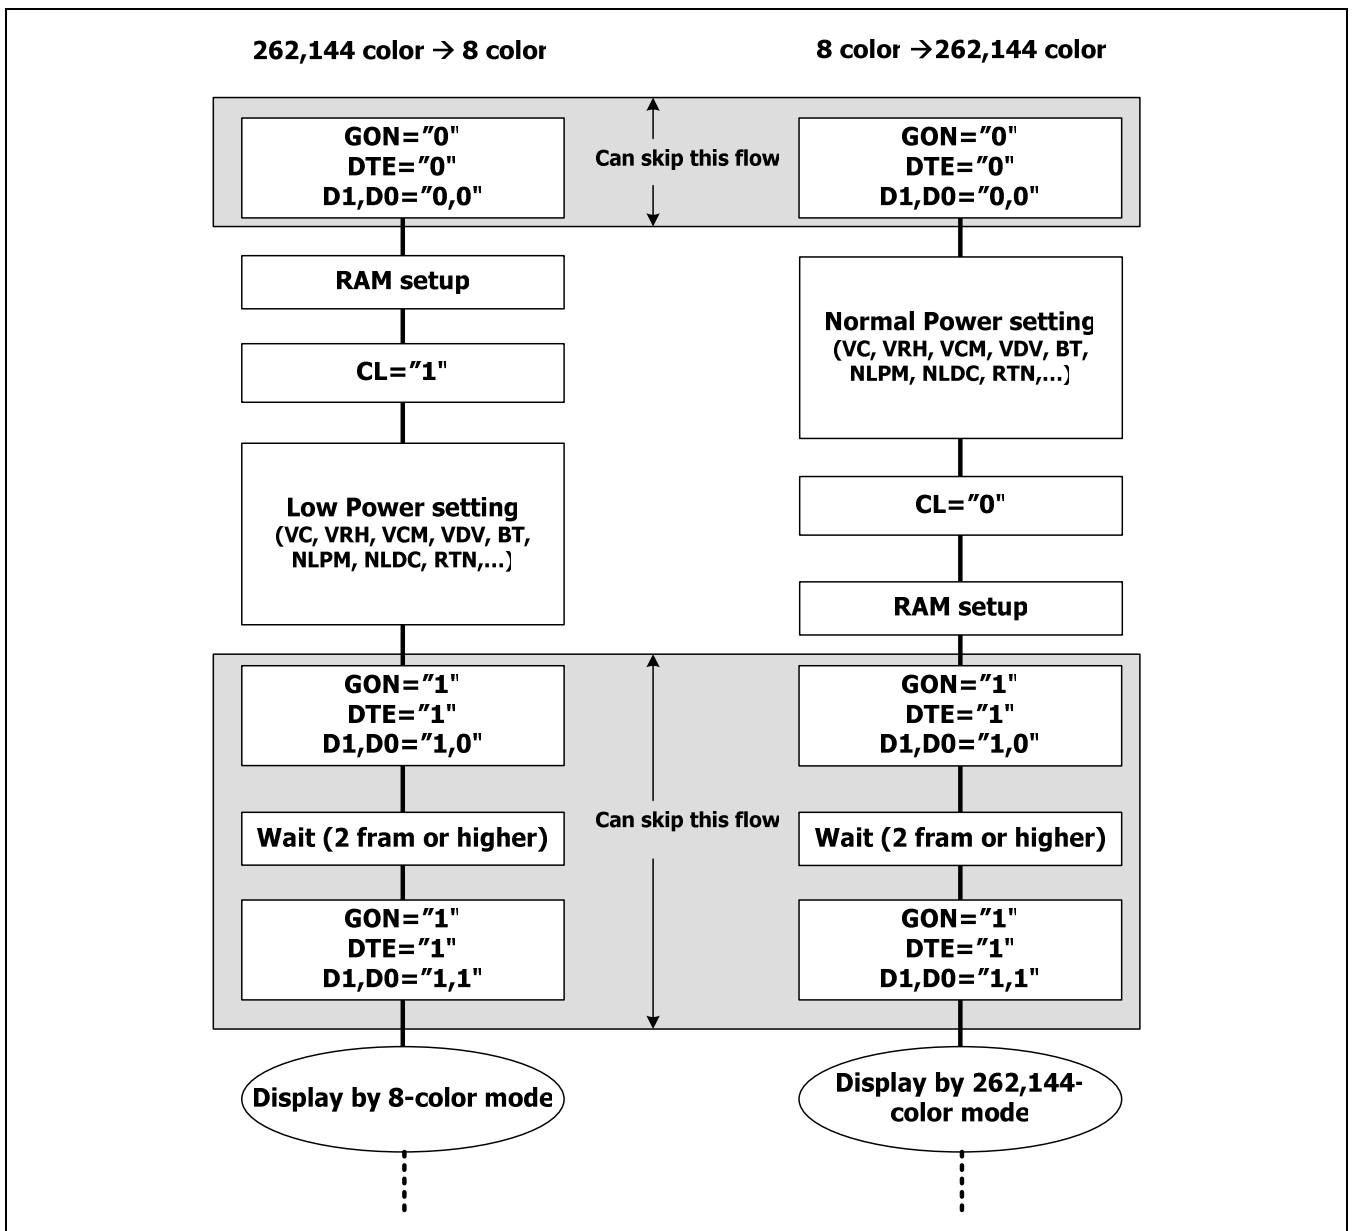 262,144 color → 8 color
GON="0"
DTE="0"
D1,D0="0,0"
RAM setup
CL="1"
Low Power setting
(VC, VRH, VCM, VDV, BT,
NLPM, NLDC, RTN,...)
GON="1"
DTE="1"
D1,D0="1,0"
Wait (2 fram or higher)
GON="1"
DTE="1"
D1,D0="1,1"
Display by 8-color mode
Can skip this flow
Can skip this flow
8 color →262,144 color
GON="0"
DTE="0"
D1,D0="0,0"
Normal Power setting
(VC, VRH, VCM, VDV, BT,
NLPM, NLDC, RTN,...)
CL="0"
RAM setup
GON="1"
DTE="1"
D1,D0="1,0"
Wait (2 fram or higher)
GON="1"
DTE="1"
D1,D0="1,1"
Display by 262,144-
color mode